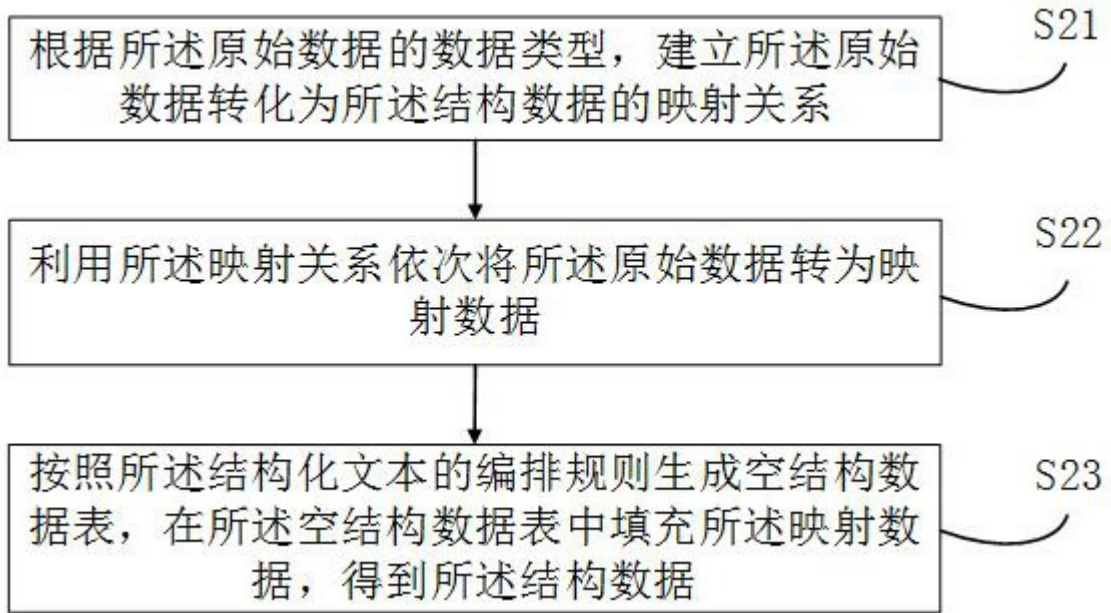 S21
根据所述原始数据的数据类型，建立所述原始
数据转化为所述结构数据的映射关系
S22
利用所述映射关系依次将所述原始数据转为映
射数据
S23
按照所述结构化文本的编排规则生成空结构数
据表，在所述空结构数据表中填充所述映射数
据，得到所述结构数据